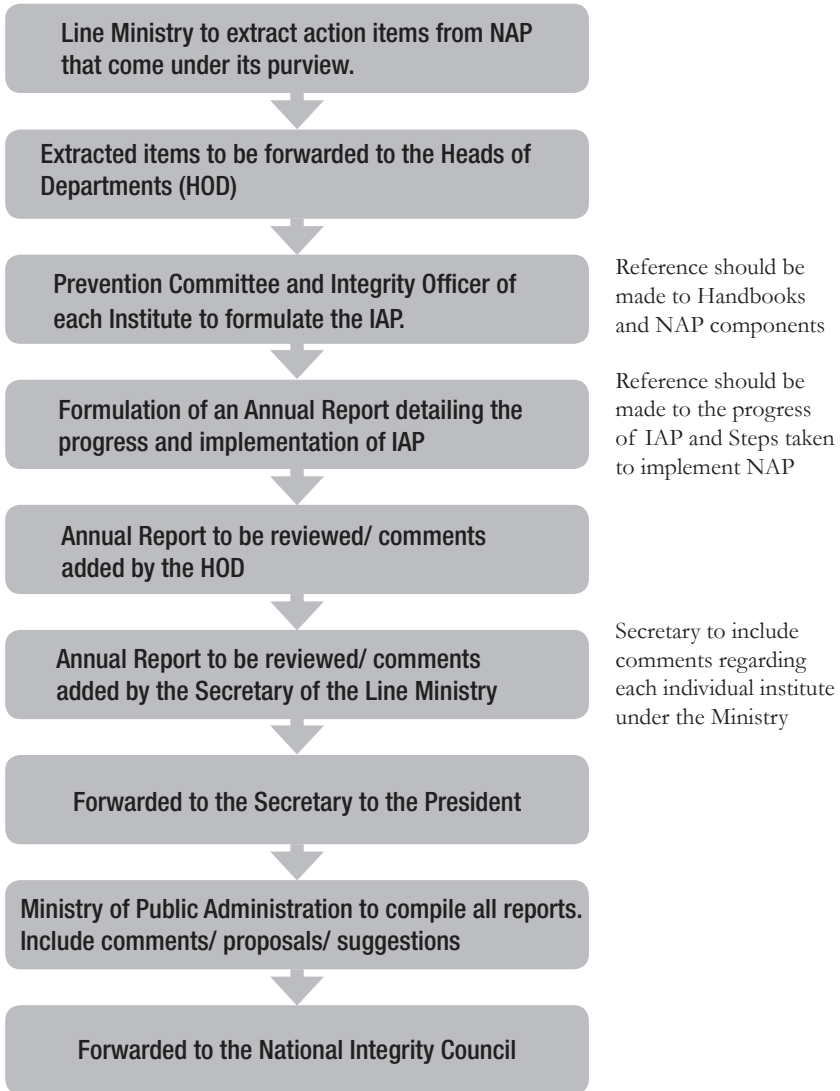 Line Ministry to extract action items from NAP
that come under its purview.
Extracted items to be forwarded to the Heads of
Departments (HOD)
Prevention Committee and Integrity Officer of
each Institute to formulate the IAP.
Reference should be
made to Handbooks
and NAP components
Formulation of an Annual Report detailing the
progress and implementation of IAP
Reference should be
made to the progress
of IAP and Steps taken
to implement NAP
Annual Report to be reviewed/ comments
added by the HOD
Annual Report to be reviewed/ comments
added by the Secretary of the Line Ministry
Secretary to include
comments regarding
each individual institute
under the Ministry
Forwarded to the Secretary to the President
Ministry of Public Administration to compile all reports.
Include comments/ proposals/ suggestions
Forwarded to the National Integrity Council